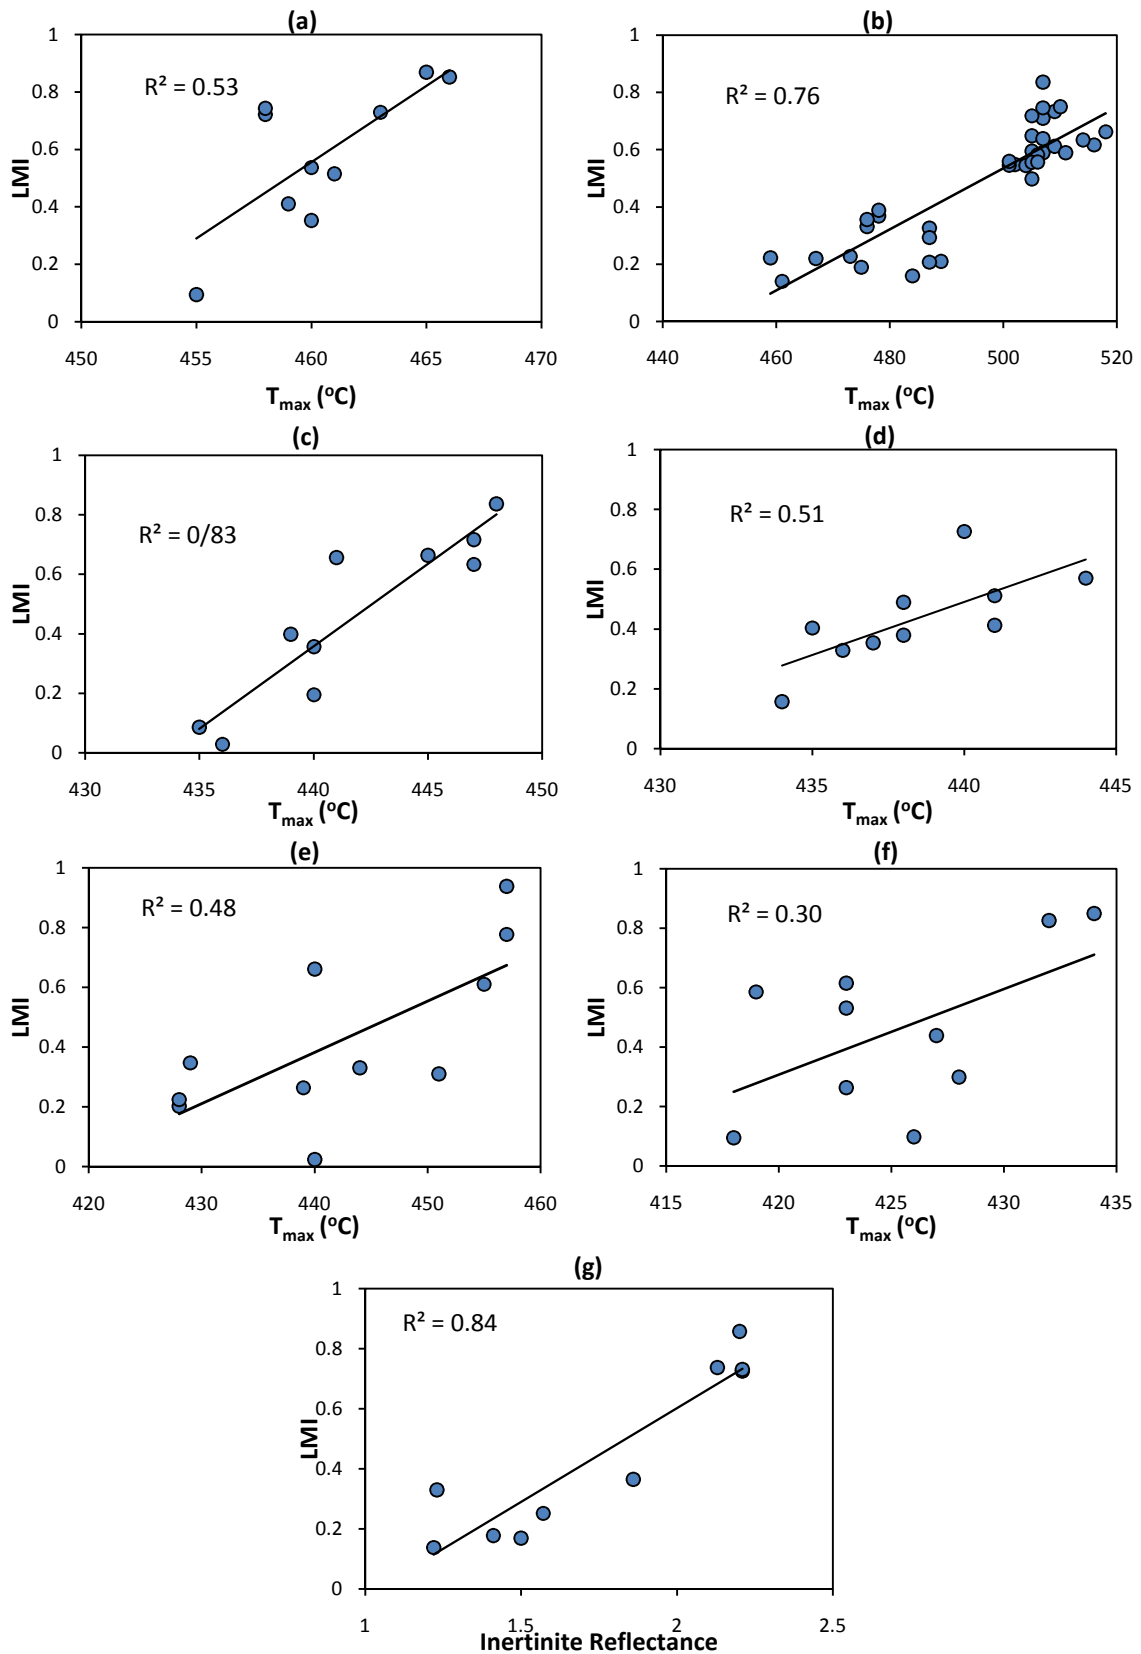 (a)
1
0.8
0.6
0.4
0.2
0
R² = 0.53
LMI
450 455 460 465 470
Tmax (oC)
(b)
1
0.8
0.6
0.4
0.2
0
R² = 0.76
LMI
440 460 480 500 520
Tmax (oC)
(c)
1
0.8
0.6
0.4
0.2
0
R² = 0/83
LMI
430 435 440 445 450
Tmax (oC)
(d)
1
0.8
0.6
0.4
0.2
0
R² = 0.51
LMI
430 435 440 445
Tmax (oC)
(e)
1
0.8
0.6
0.4
0.2
0
R² = 0.48
LMI
420 430 440 450 460
Tmax (oC)
(f)
1
0.8
0.6
0.4
0.2
0
R² = 0.30
LMI
415 420 425 430 435
Tmax (oC)
(g)
1
0.8
0.6
0.4
0.2
0
R² = 0.84
LMI
1 1.5 2 2.5
Inertinite Reflectance